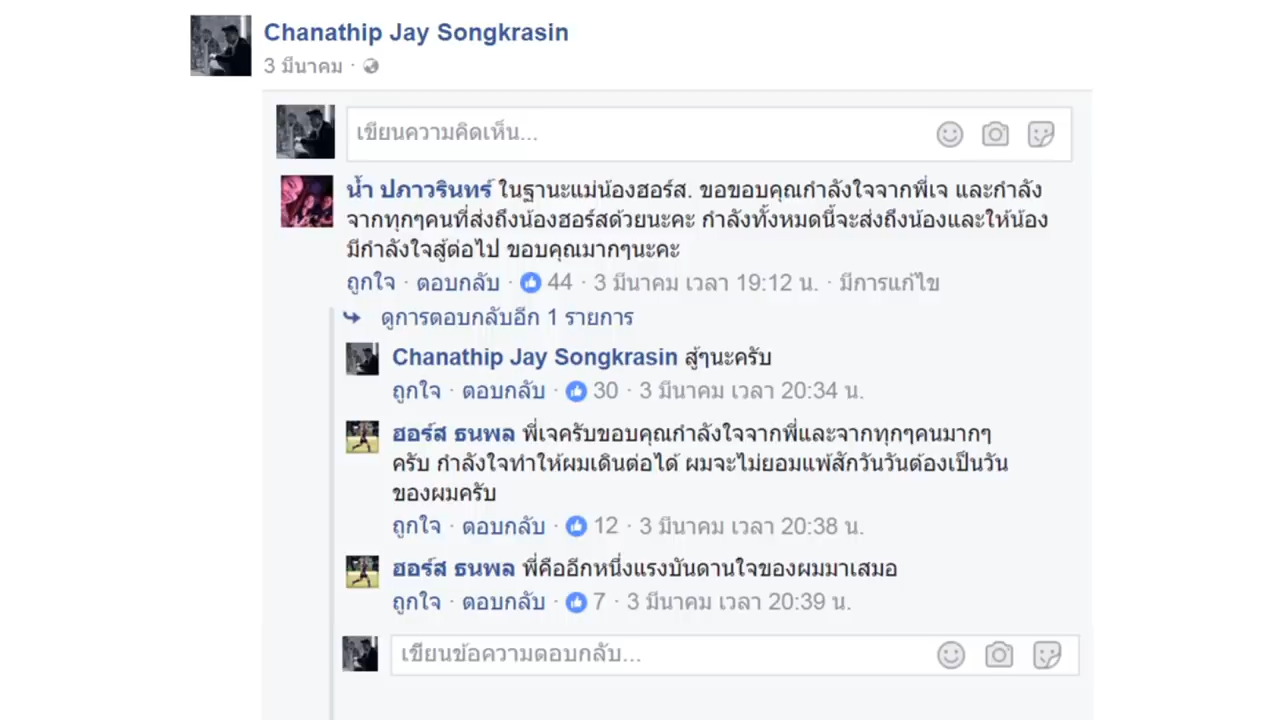 Chanathip Jay Songkrasin
3 มีนาคม ·
เขียนความคิดเห็น...
น้ำ ปภาวรินทร์ ในฐานะแม่น้องฮอร์ส. ขอขอบคุณกำลังใจจากพี่เจ และกำลัง
จากทุกๆคนที่ส่งถึงน้องฮอร์สด้วยนะคะ กำลังทั้งหมดนี้จะส่งถึงน้องและให้น้อง
มีกำลังใจสู้ต่อไป ขอบคุณมากๆนะคะ
ถูกใจ · ตอบกลับ · 44 · 3 มีนาคม เวลา 19:12 น. · มีการแก้ไข
ดูการตอบกลับอีก 1 รายการ
Chanathip Jay Songkrasin สู้ๆนะครับ
ถูกใจ · ตอบกลับ · 30 · 3 มีนาคม เวลา 20:34 น.
ฮอร์ส ธนพล พี่เจครับขอบคุณกำลังใจจากพี่และจากทุกๆคนมากๆ
ครับ กำลังใจทำให้ผมเดินต่อได้ ผมจะไม่ยอมแพ้สักวันวันต้องเป็นวัน
ของผมครับ
ถูกใจ · ตอบกลับ · 12 · 3 มีนาคม เวลา 20:38 น.
ฮอร์ส ธนพล พี่คืออีกหนึ่งแรงบันดานใจของผมมาเสมอ
ถูกใจ · ตอบกลับ · 7 · 3 มีนาคม เวลา 20:39 น.
เขียนข้อความตอบกลับ...